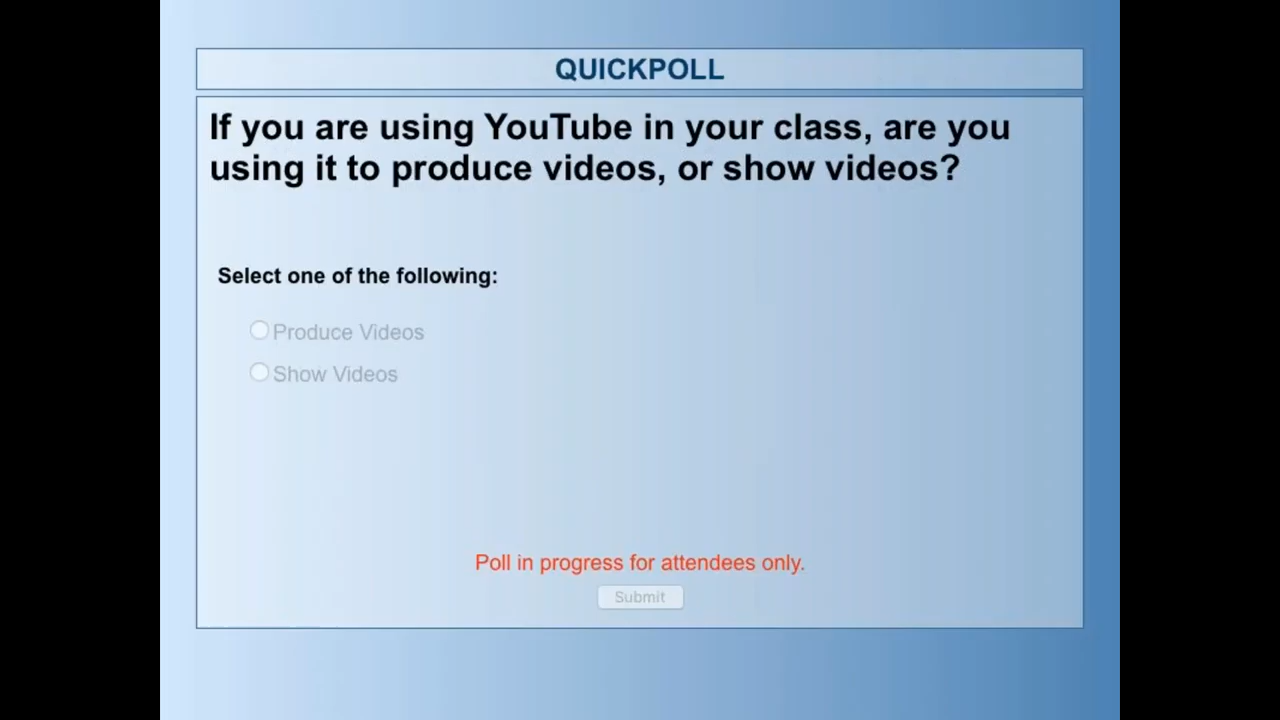 QUICKPOLL
If you are using YouTube in your class, are you
using it to produce videos, or show videos?
Select one of the following:
Produce Videos
Show Videos
Poll in progress for attendees only.
Submit